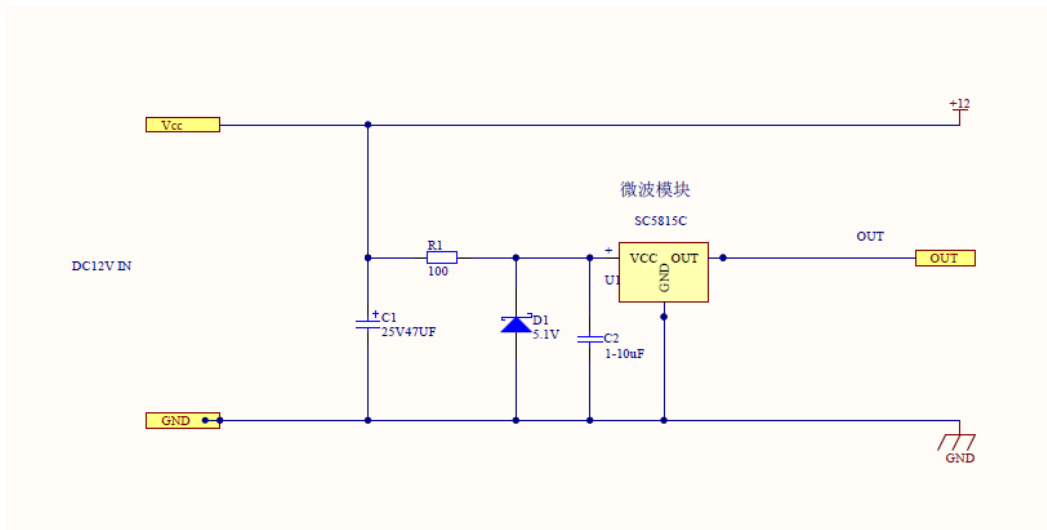 Vcc
+12
微波模块
SC5815C
OUT
R1
100
+
VCC OUT
GND
U1
OUT
DC12V IN
+
C1
25V47UF
D1
5.1V
C2
1-10uF
GND
GND